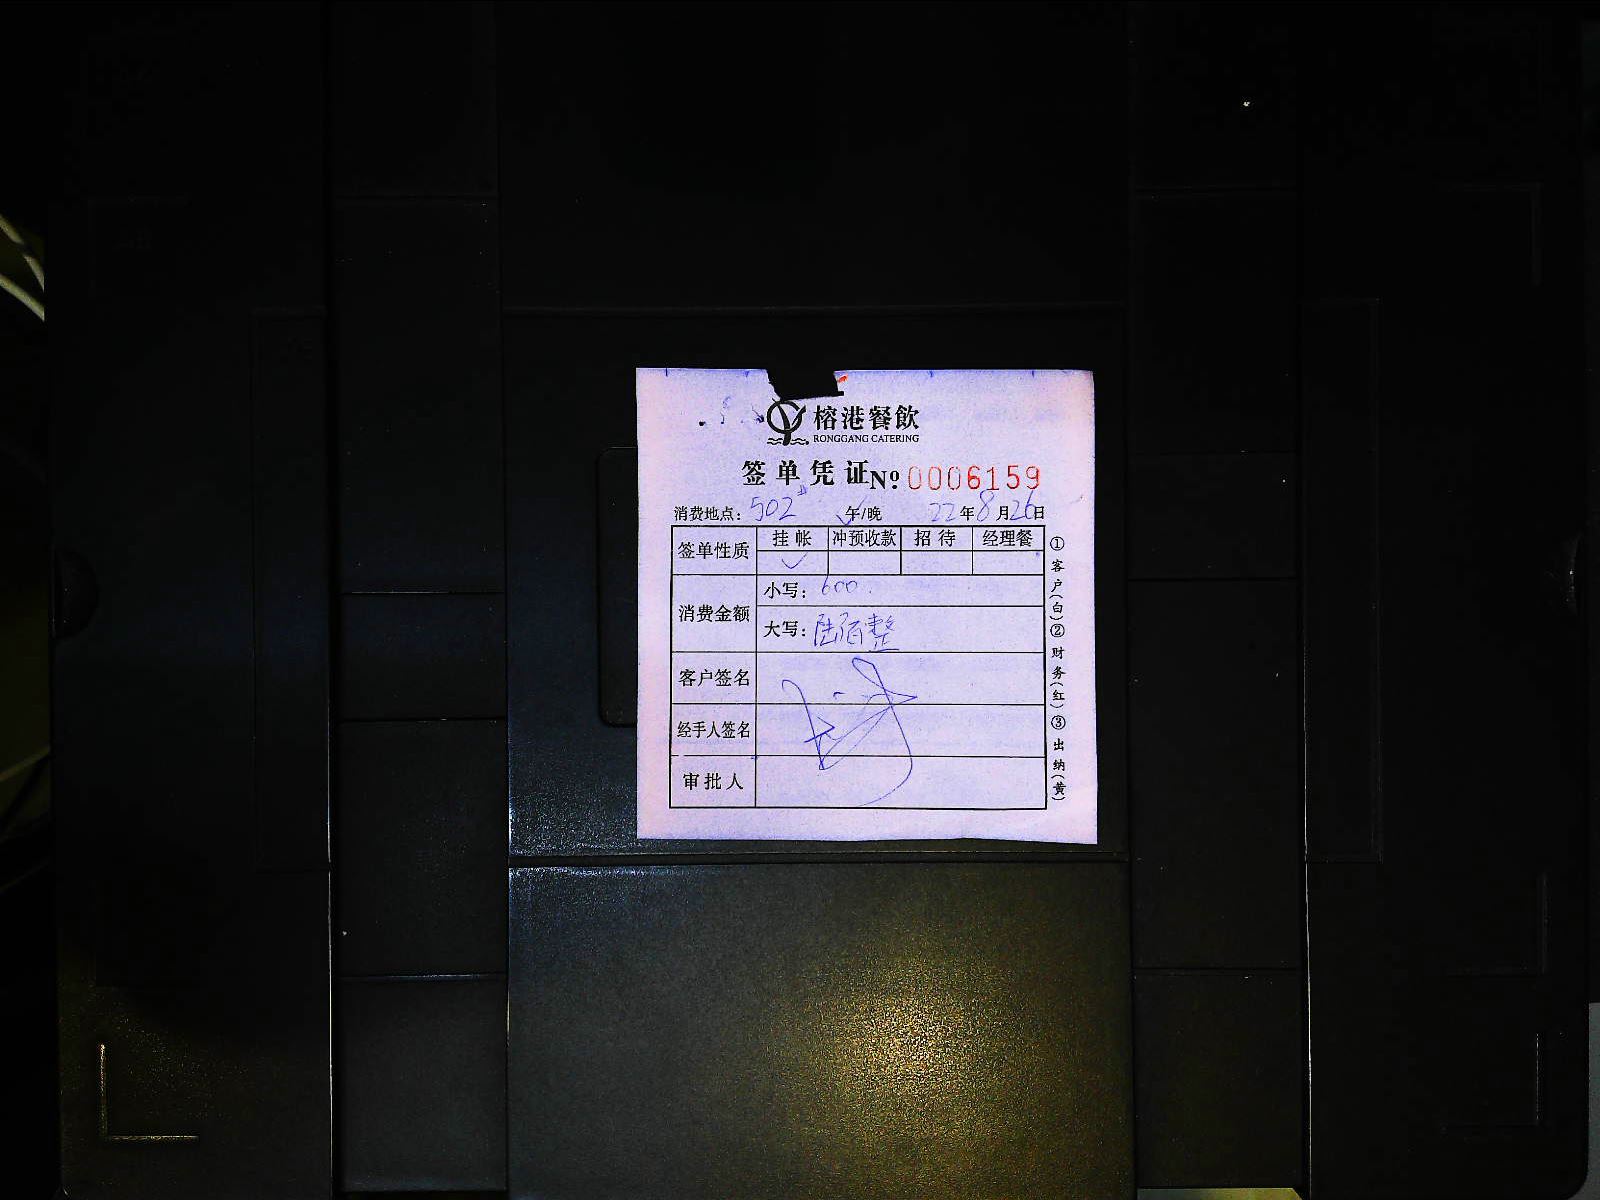 榕港餐飲
RONGGANG CATERING
签单凭证 № 0006159
消费地点：502# 午/晚 22年8月26日
签单性质 挂帐 冲预收款 招待 经理餐
✓
消费金额 小写：600.
大写：陆佰整
客户签名
经手人签名
审批人
①客户（白）②财务（红）③出纳（黄）